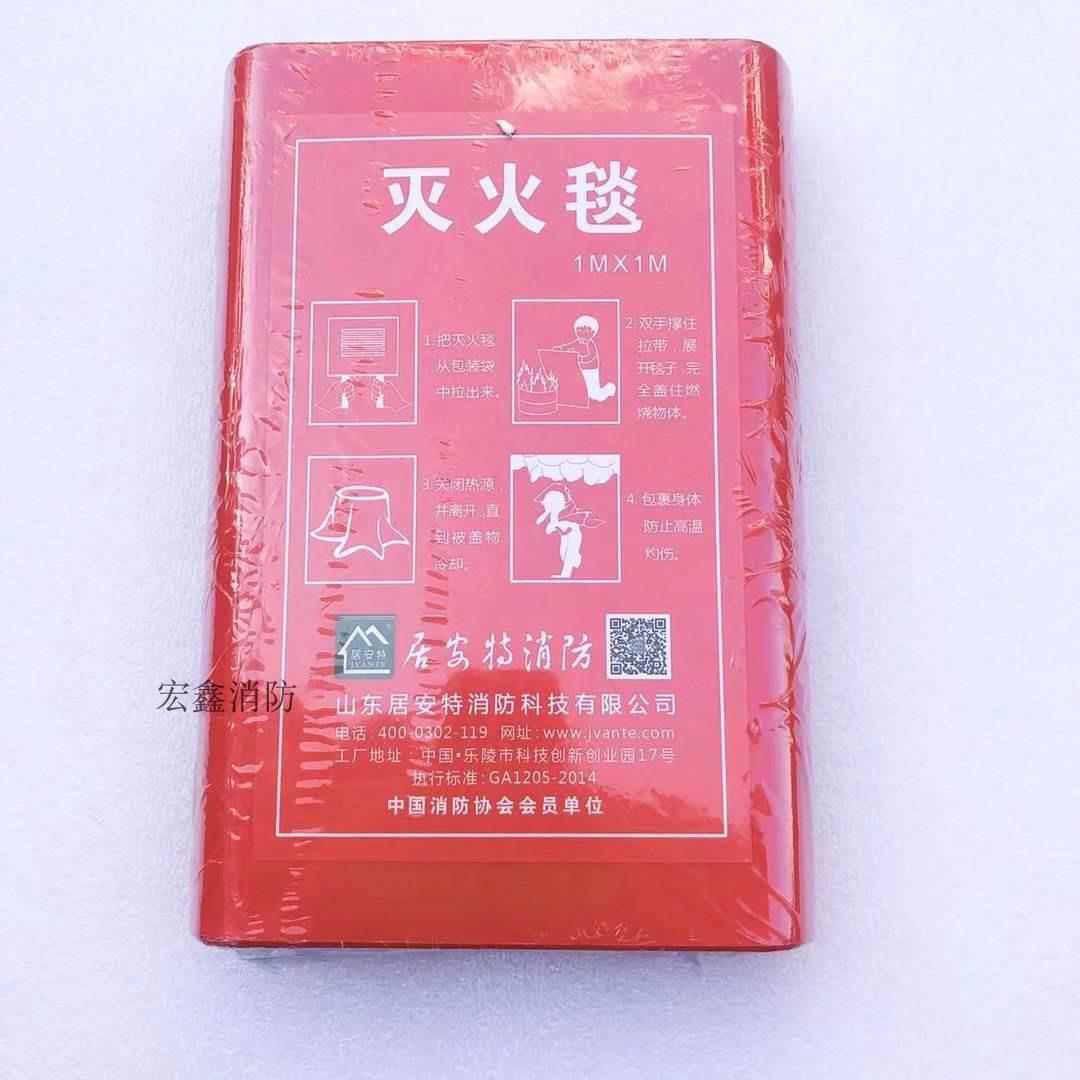 灭火毯
1MX1M
1.把灭火毯
从包装袋
中拉出来。
2.双手撑住
拉带,展
开毯子,完
全盖住燃
烧物体。
3.关闭热源,
并离开,直
到被盖物
冷却。
4.包裹身体
防止高温
灼伤。
居安特
JVANTE
®
居安特消防
宏鑫消防
山东居安特消防科技有限公司
电话:400-0302-119 网址:www.jvante.com
工厂地址:中国·乐陵市科技创新创业园17号
执行标准:GA1205-2014
中国消防协会会员单位